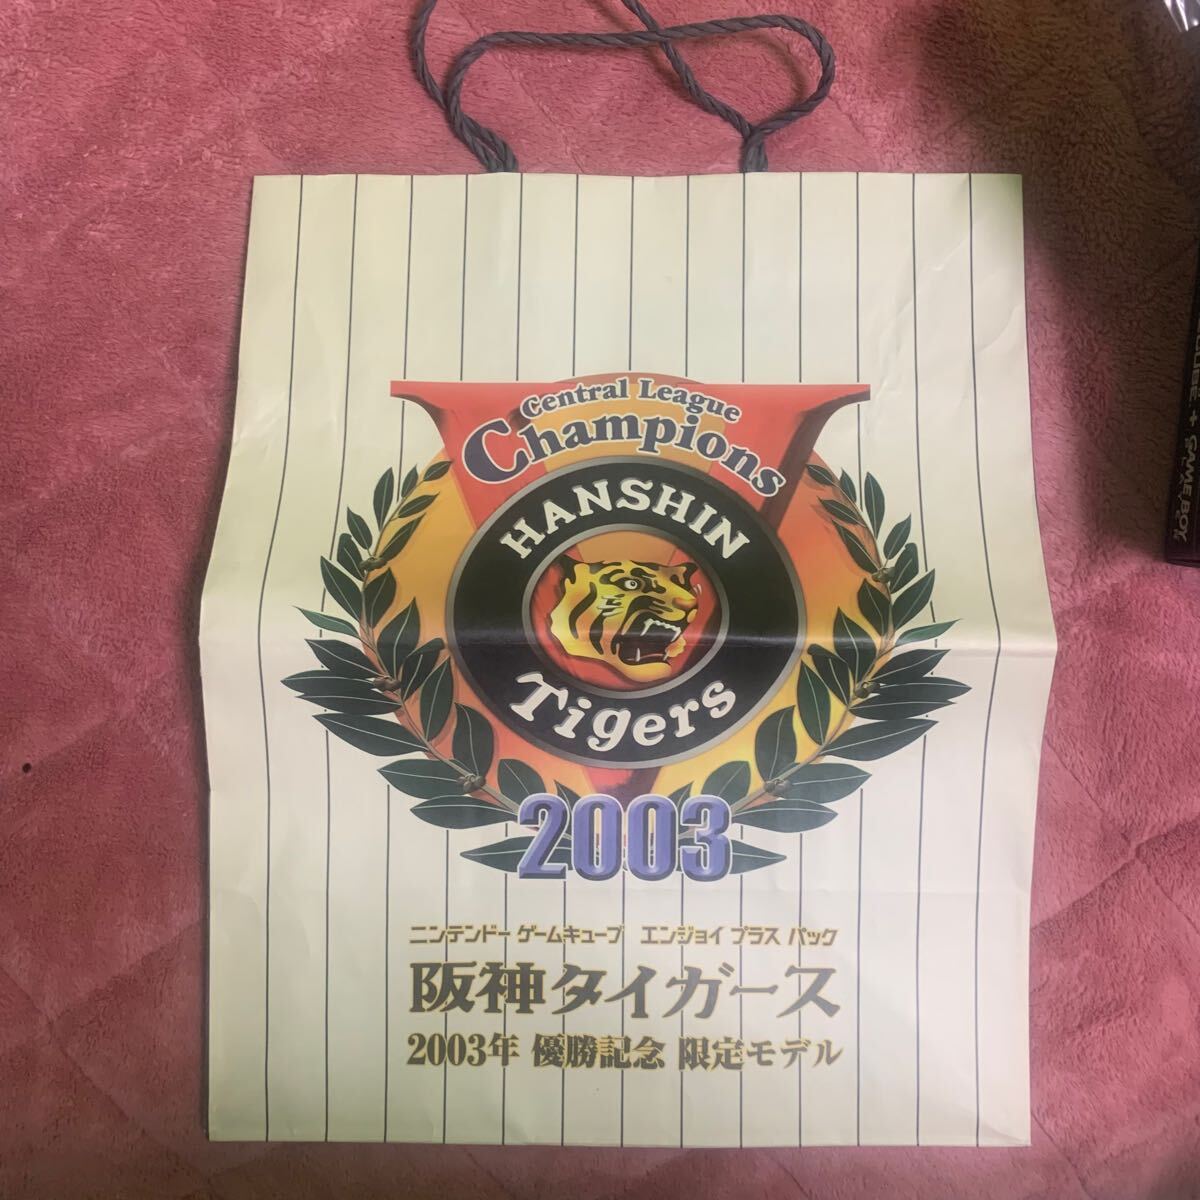 Central League
Champions
HANSHIN
Tigers
2003
ニンテンドー ゲームキューブ エンジョイ プラス パック
阪神タイガース
2003年 優勝記念 限定モデル
GAME BOY